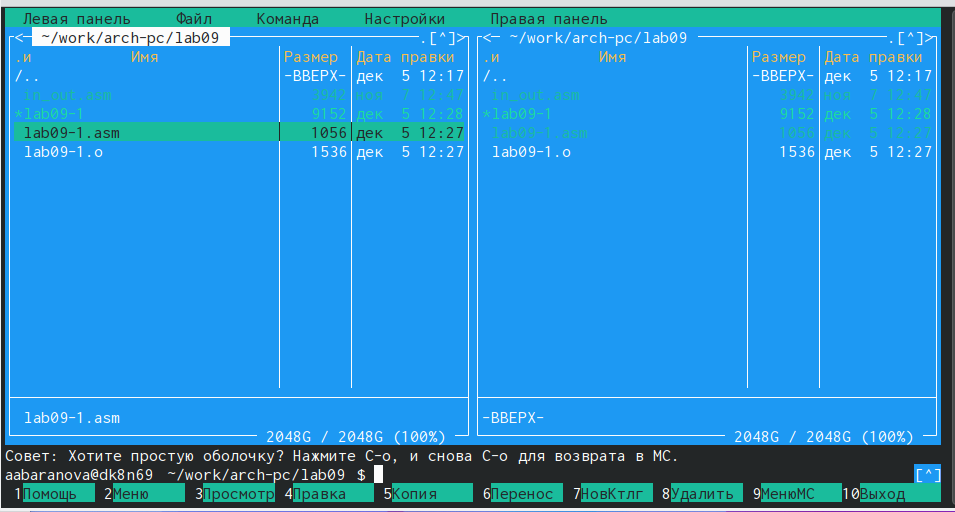 Левая панель Файл Команда Настройки Правая панель
<─ ~/work/arch-pc/lab09 .[^]> <─ ~/work/arch-pc/lab09 .[^]>
.и Имя Размер Дата правки .и Имя Размер Дата правки
/.. -ВВЕРХ- дек 5 12:17 /.. -ВВЕРХ- дек 5 12:17
in_out.asm 3942 ноя 7 12:47 in_out.asm 3942 ноя 7 12:47
*lab09-1 9152 дек 5 12:28 *lab09-1 9152 дек 5 12:28
lab09-1.asm 1056 дек 5 12:27 lab09-1.asm 1056 дек 5 12:27
lab09-1.o 1536 дек 5 12:27 lab09-1.o 1536 дек 5 12:27
lab09-1.asm -ВВЕРХ-
2048G / 2048G (100%) 2048G / 2048G (100%)
Совет: Хотите простую оболочку? Нажмите C-o, и снова C-o для возврата в MC.
aabaranova@dk8n69 ~/work/arch-pc/lab09 $ [^]
1Помощь 2Меню 3Просмотр 4Правка 5Копия 6Перенос 7НовКтлг 8Удалить 9МенюMC 10Выход